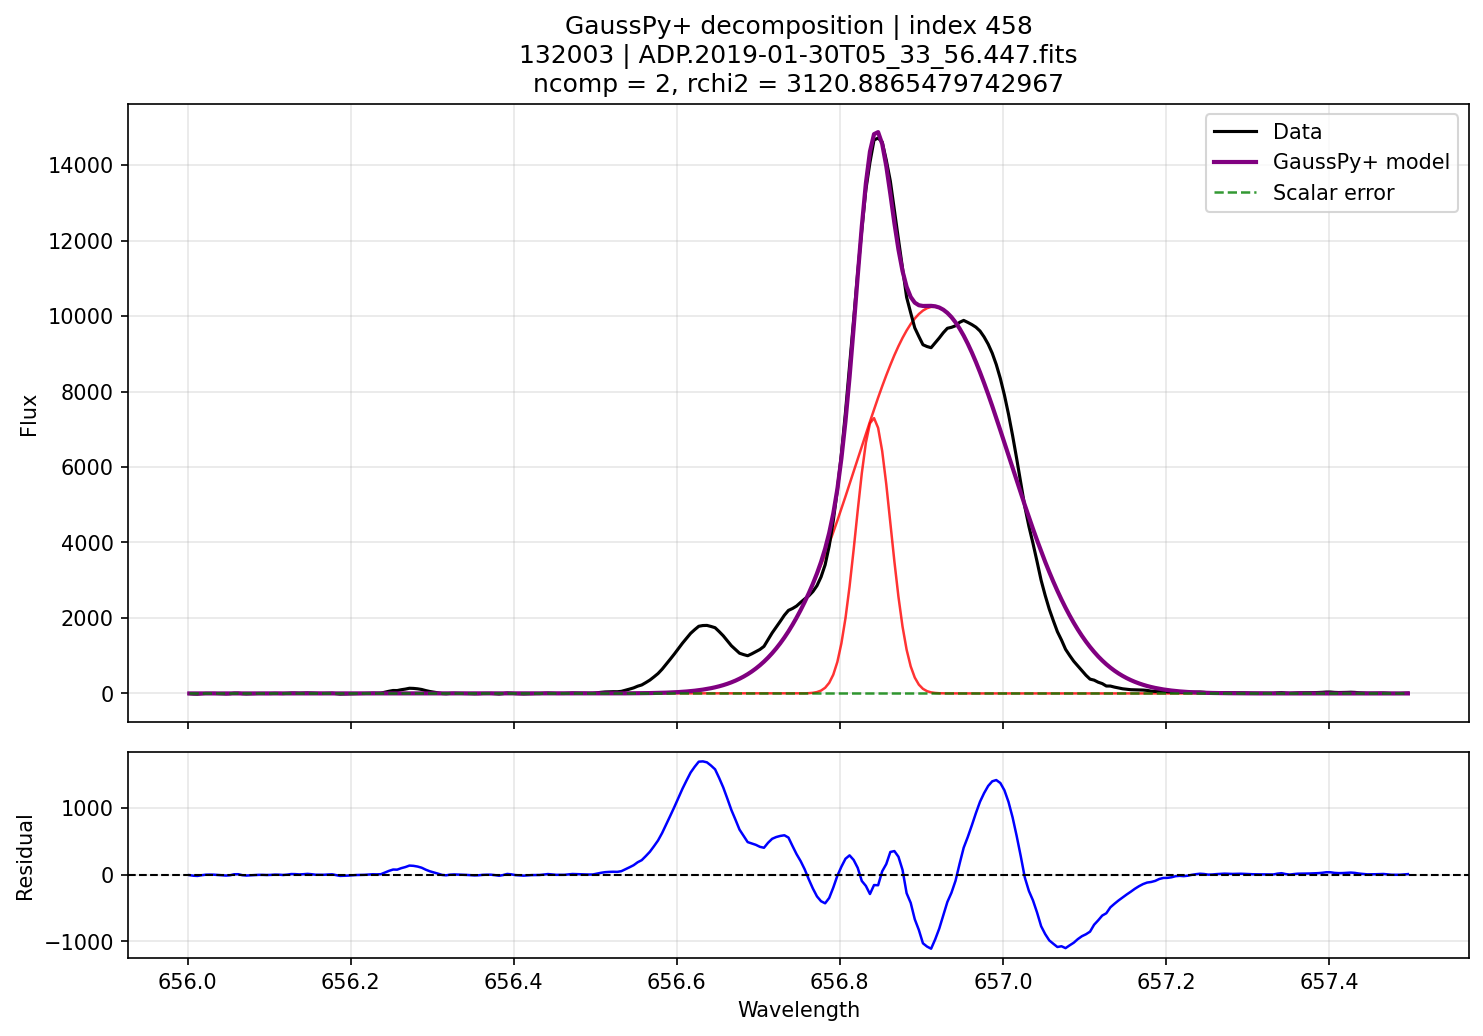 GaussPy+ decomposition | index 458
132003 | ADP.2019-01-30T05_33_56.447.fits
ncomp = 2, rchi2 = 3120.8865479742967
Data
GaussPy+ model
Scalar error
14000
12000
10000
8000
6000
4000
2000
0
Flux
1000
0
−1000
Residual
656.0
656.2
656.4
656.6
656.8
657.0
657.2
657.4
Wavelength